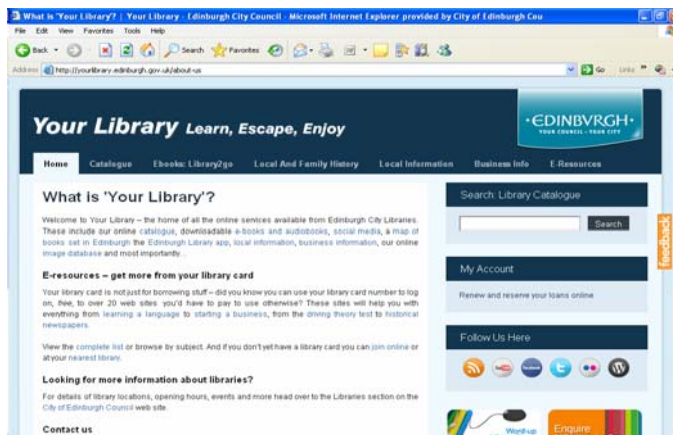 What is 'Your Library'? | Your Library - Edinburgh City Council - Microsoft Internet Explorer provided by City of Edinburgh Cou
File Edit View Favorites Tools Help
Back Search Favorites
Address http://yourlibrary.edinburgh.gov.uk/about-us Go Links
Your Library Learn, Escape, Enjoy
·EDINBVRGH·
YOUR COUNCIL - YOUR CITY
Home Catalogue Ebooks: Library2go Local And Family History Local Information Business Info E-Resources
What is 'Your Library'?
Welcome to Your Library – the home of all the online services available from Edinburgh City Libraries.
These include our online catalogue, downloadable e-books and audiobooks, social media, a map of
books set in Edinburgh the Edinburgh Library app, local information, business information, our online
image database and most importantly...
E-resources – get more from your library card
Your library card is not just for borrowing stuff – did you know you can use your library card number to log
on, free, to over 20 web sites you'd have to pay to use otherwise? These sites will help you with
everything from learning a language to starting a business, from the driving theory test to historical
newspapers.
View the complete list or browse by subject. And if you don't yet have a library card you can join online or
at your nearest library.
Looking for more information about libraries?
For details of library locations, opening hours, events and more head over to the Libraries section on the
City of Edinburgh Council web site.
Contact us
Search: Library Catalogue
Search
feedback
My Account
Renew and reserve your loans online
Follow Us Here
Enquire